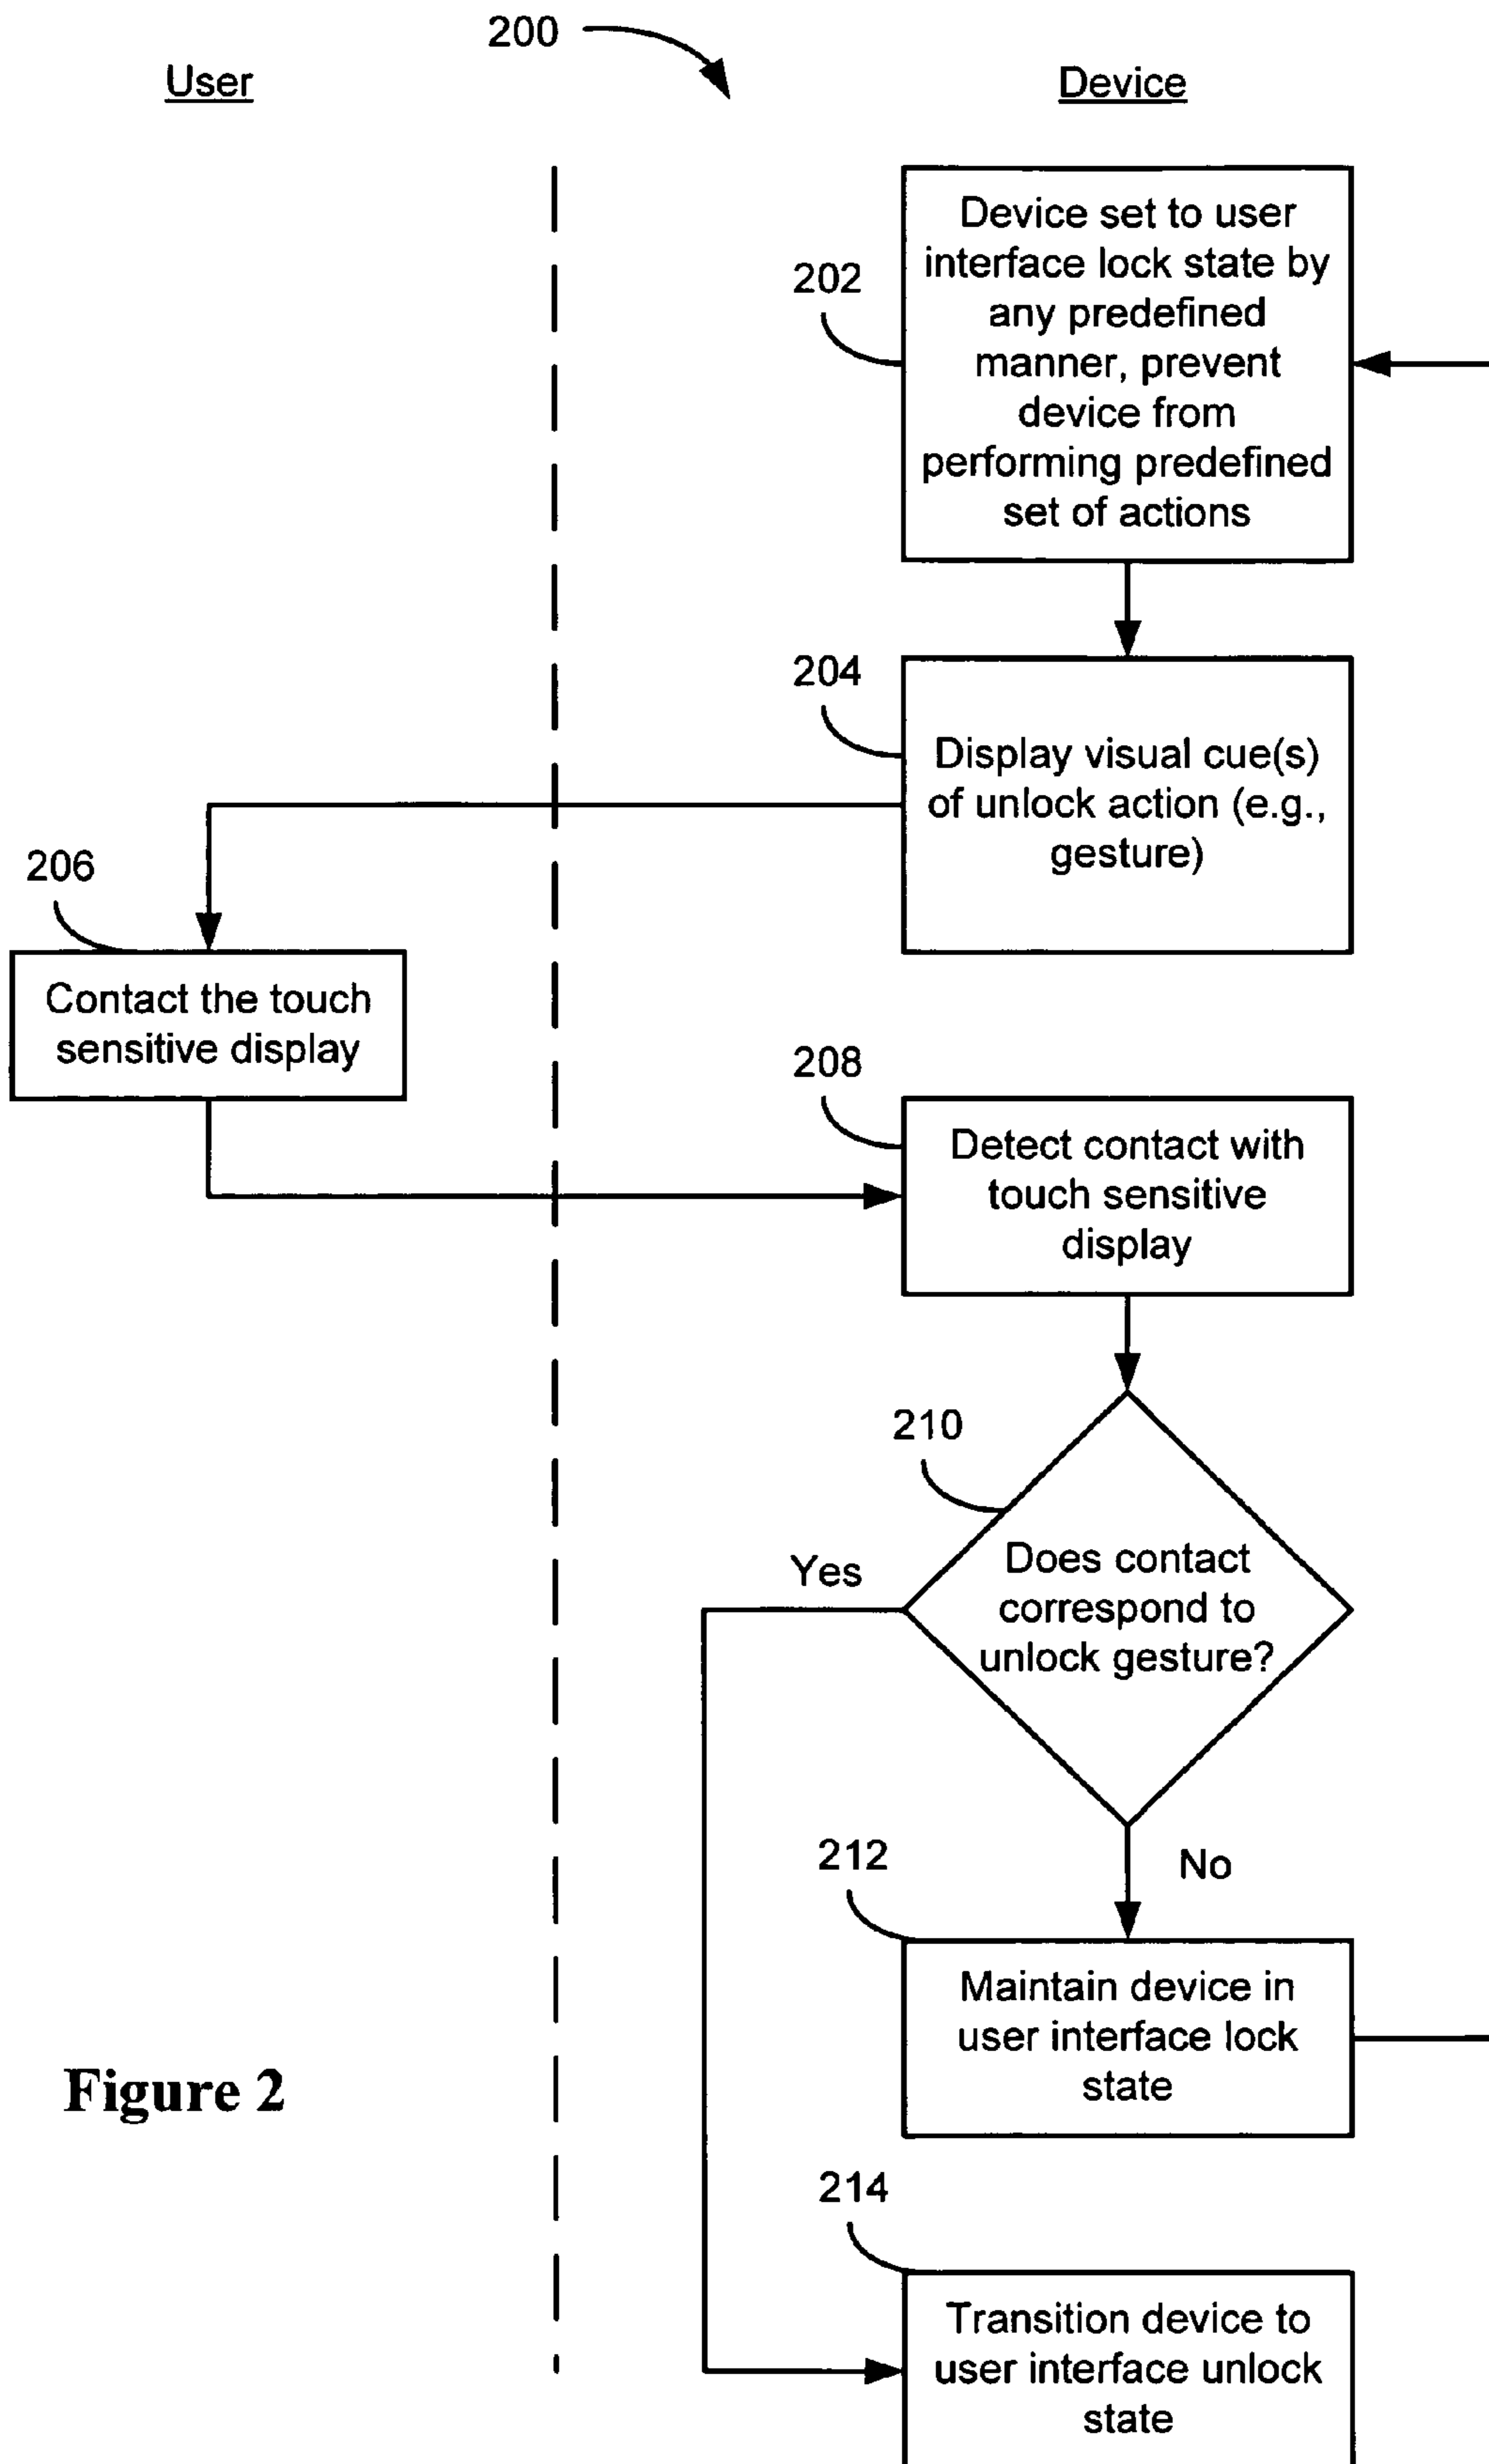 200
User
Device
202
Device set to user
interface lock state by
any predefined
manner, prevent
device from
performing predefined
set of actions
204
Display visual cue(s)
of unlock action (e.g.,
gesture)
206
Contact the touch
sensitive display
208
Detect contact with
touch sensitive
display
210
Does contact
correspond to
unlock gesture?
Yes
No
212
Maintain device in
user interface lock
state
Figure 2
214
Transition device to
user interface unlock
state